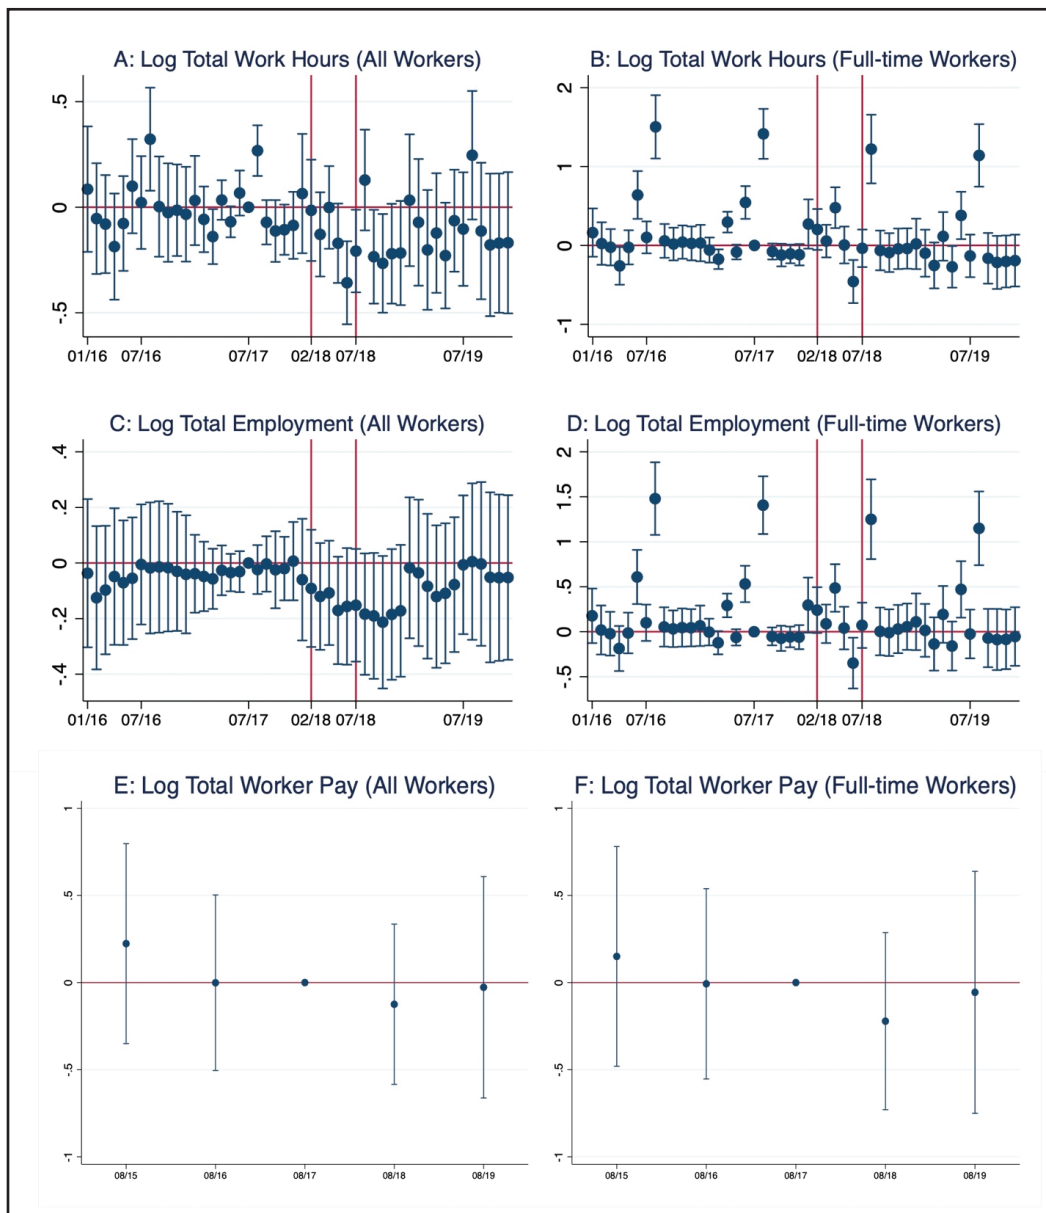 A: Log Total Work Hours (All Workers)
.5
0
-.5
01/16 07/16 07/17 02/18 07/18 07/19
B: Log Total Work Hours (Full-time Workers)
2
1
0
-1
01/16 07/16 07/17 02/18 07/18 07/19
C: Log Total Employment (All Workers)
.4
.2
0
-.2
-.4
01/16 07/16 07/17 02/18 07/18 07/19
D: Log Total Employment (Full-time Workers)
2
1.5
1
.5
0
-.5
01/16 07/16 07/17 02/18 07/18 07/19
E: Log Total Worker Pay (All Workers)
1
.5
0
-.5
-1
08/15 08/16 08/17 08/18 08/19
F: Log Total Worker Pay (Full-time Workers)
1
.5
0
-.5
-1
08/15 08/16 08/17 08/18 08/19